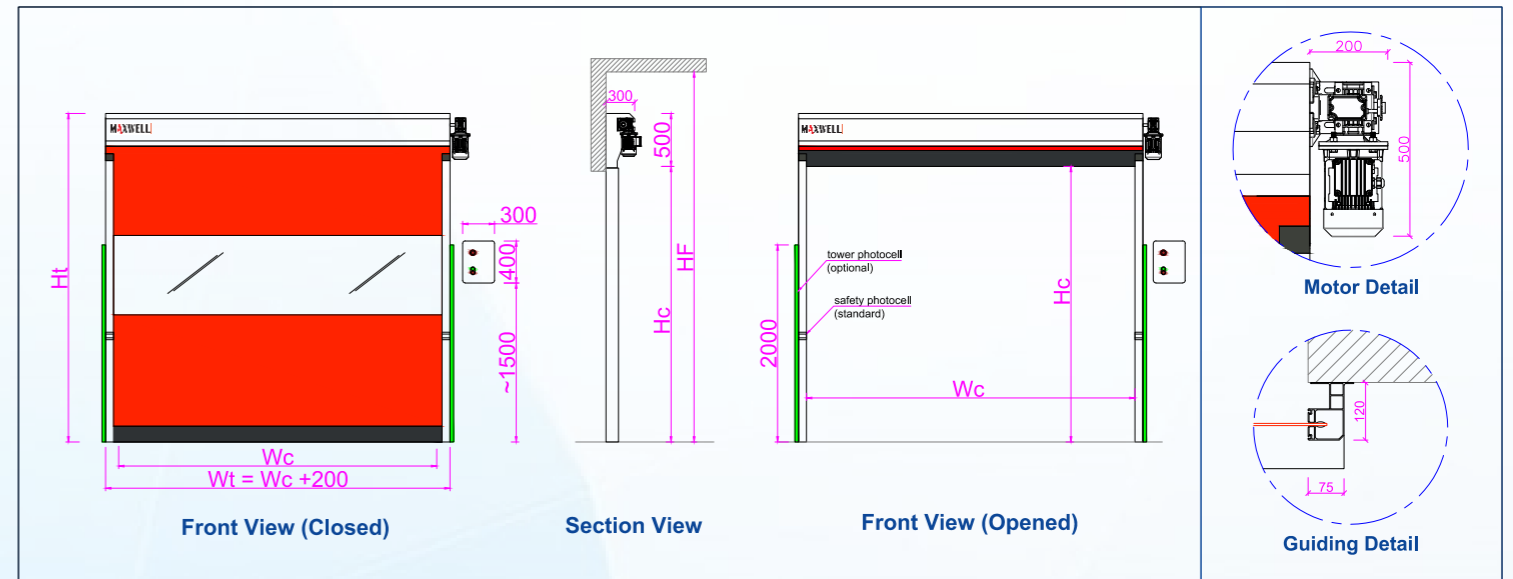 MAXWELL
Ht
300
400
~1500
Wc
Wt = Wc +200
Front View (Closed)
300
500
HF
Hc
Section View
MAXWELL
tower photocell
(optional)
safety photocell
(standard)
2000
Hc
Wc
Front View (Opened)
200
500
Motor Detail
120
75
Guiding Detail